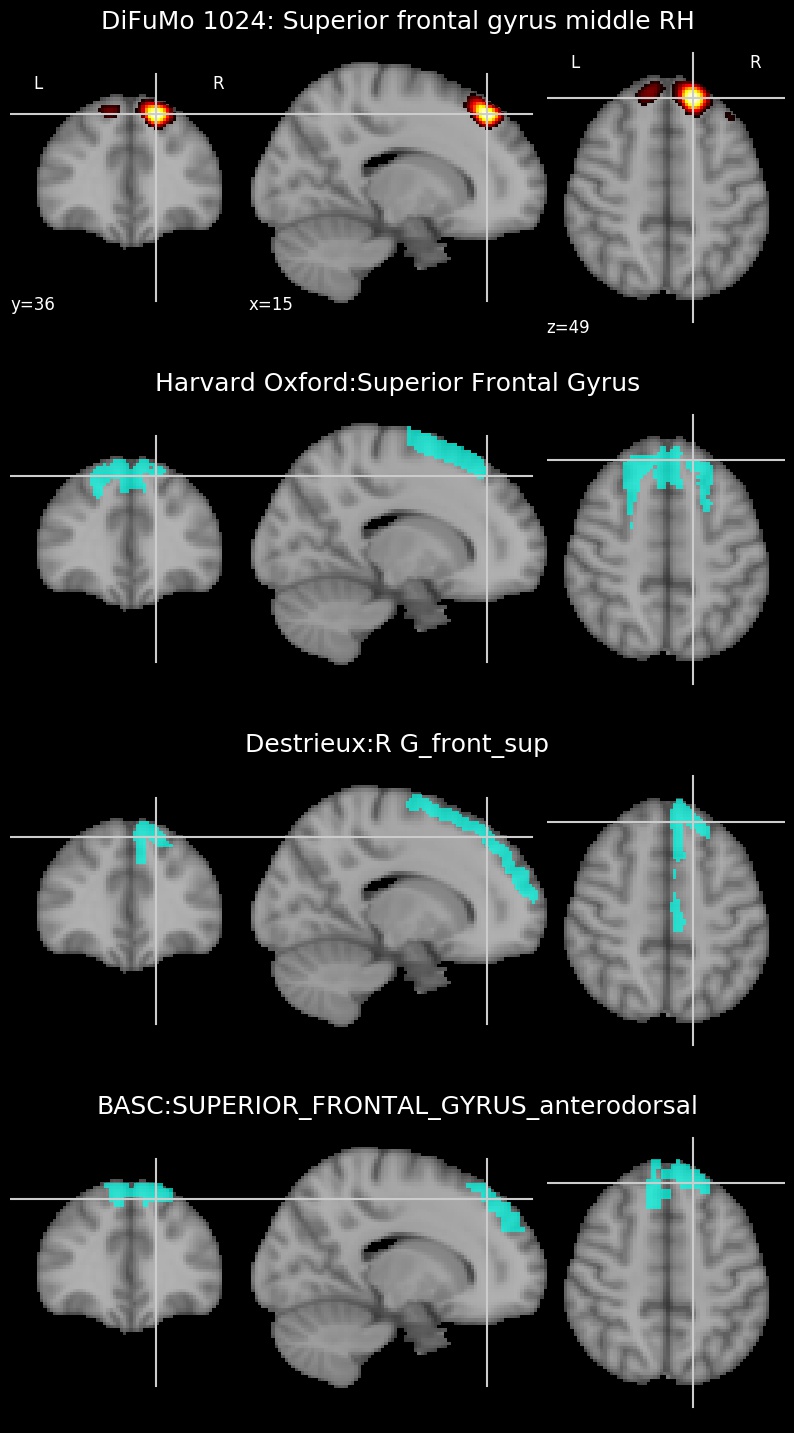 DiFuMo 1024: Superior frontal gyrus middle RH
L R
L R
y=36
x=15
z=49
Harvard Oxford:Superior Frontal Gyrus
Destrieux:R G_front_sup
BASC:SUPERIOR_FRONTAL_GYRUS_anterodorsal